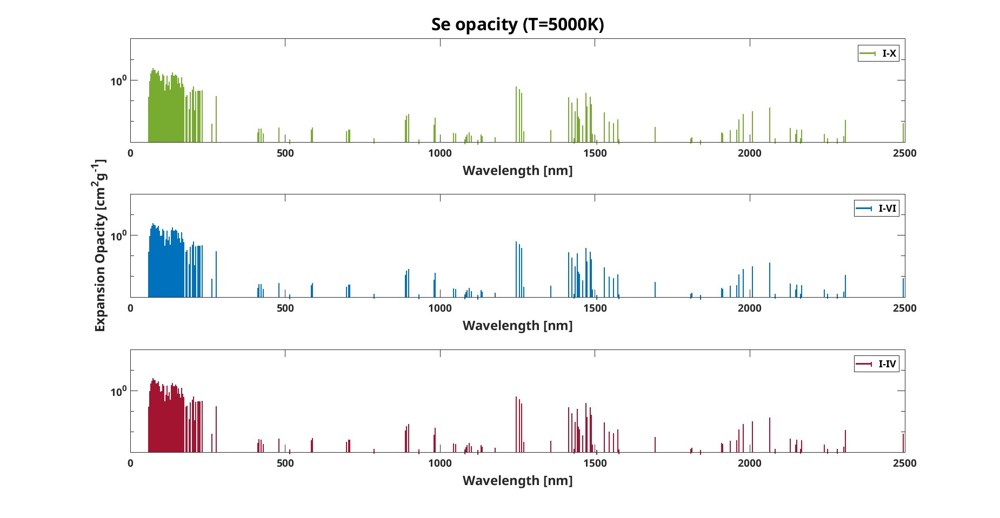 Se opacity (T=5000K)
I-X
10⁰
0 500 1000 1500 2000 2500
Wavelength [nm]
Expansion Opacity [cm²g⁻¹]
I-VI
10⁰
0 500 1000 1500 2000 2500
Wavelength [nm]
I-IV
10⁰
0 500 1000 1500 2000 2500
Wavelength [nm]